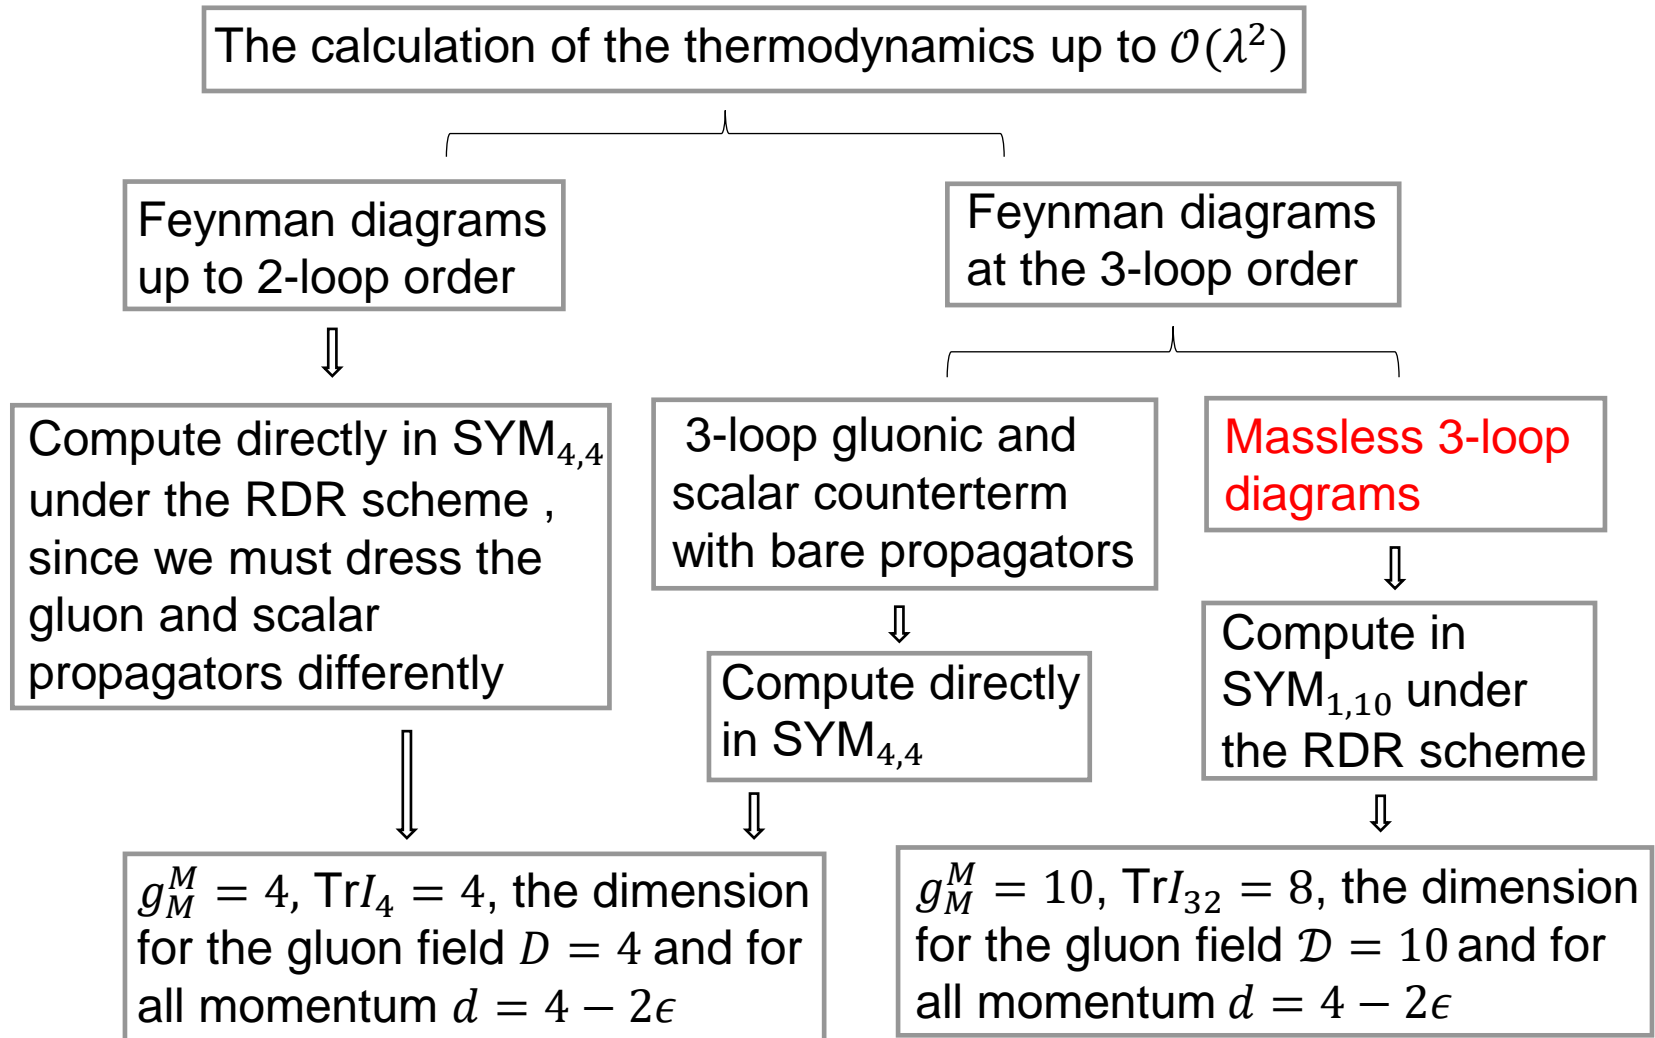 The calculation of the thermodynamics up to 𝒪(λ²)
Feynman diagrams
up to 2-loop order
Feynman diagrams
at the 3-loop order
Compute directly in SYM₄,₄
under the RDR scheme ,
since we must dress the
gluon and scalar
propagators differently
3-loop gluonic and
scalar counterterm
with bare propagators
Massless 3-loop
diagrams
Compute directly
in SYM₄,₄
Compute in
SYM₁,₁₀ under
the RDR scheme
g_M^M = 4, TrI₄ = 4, the dimension
for the gluon field D = 4 and for
all momentum d = 4 − 2ϵ
g_M^M = 10, TrI₃₂ = 8, the dimension
for the gluon field 𝒟 = 10 and for
all momentum d = 4 − 2ϵ